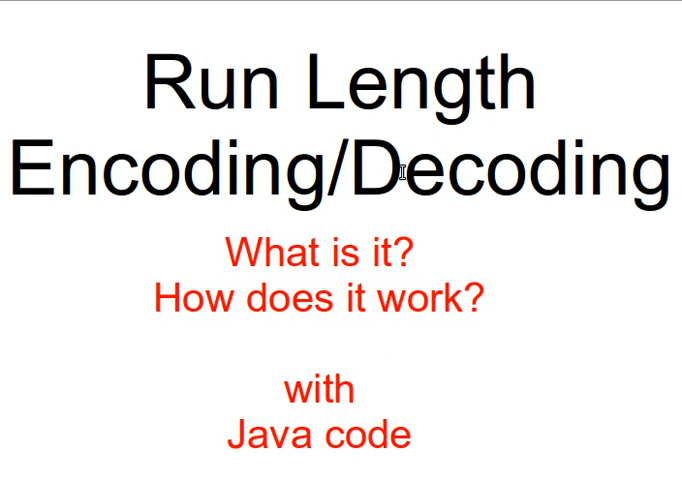 Run Length
Encoding/Decoding
What is it?
How does it work?
with
Java code